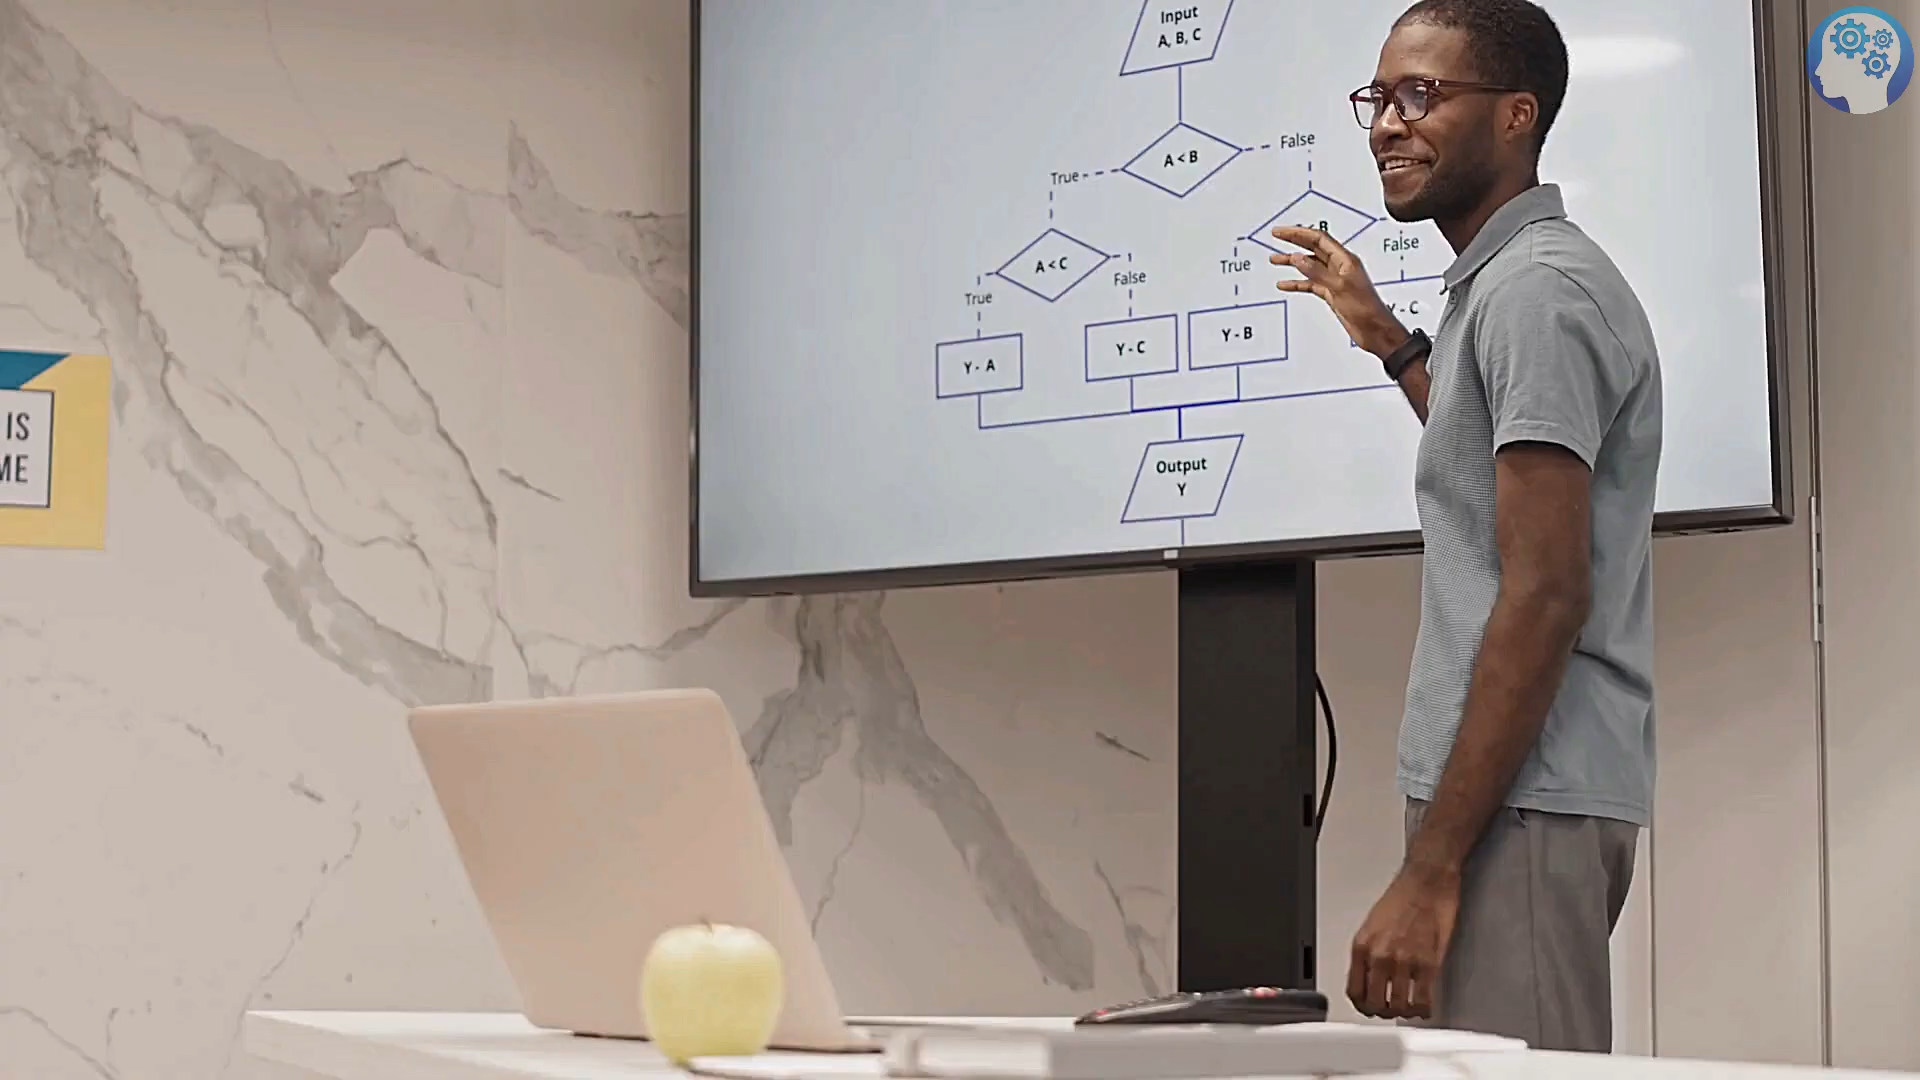 Input
A, B, C
A < B
True
False
< B
A < C
True
False
True
False
Y - A
Y - C
Y - B
Y - C
Output
Y
IS
ME